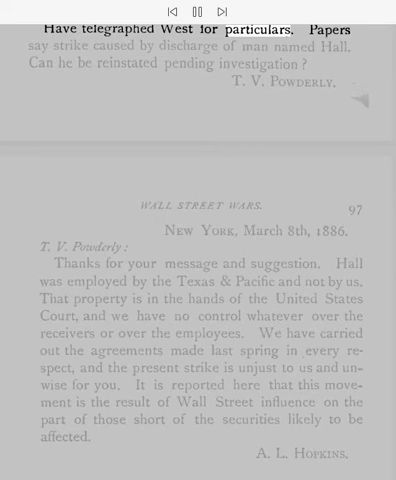 Have telegraphed West for particulars. Papers
say strike caused by discharge of man named Hall.
Can he be reinstated pending investigation?
T. V. POWDERLY.
WALL STREET WARS. 97
NEW YORK, March 8th, 1886.
T. V. Powderly:
Thanks for your message and suggestion. Hall
was employed by the Texas & Pacific and not by us.
That property is in the hands of the United States
Court, and we have no control whatever over the
receivers or over the employees. We have carried
out the agreements made last spring in every re-
spect, and the present strike is unjust to us and un-
wise for you. It is reported here that this move-
ment is the result of Wall Street influence on the
part of those short of the securities likely to be
affected.
A. L. HOPKINS.